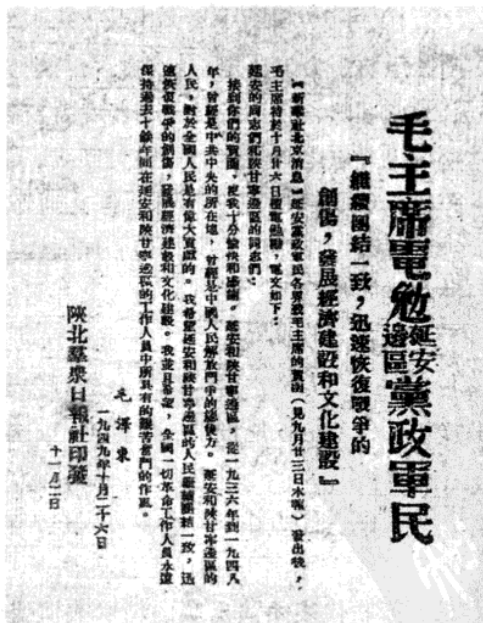 毛主席電勉延安邊區黨政軍民
『繼續團結一致，迅速恢復戰爭的
創傷，發展經濟建設和文化建設』
【新華社北京消息】延安黨政軍民各界致毛主席的賀函（見九月廿三日本報）發出後，
毛主席特於十月廿六日復電，電文如下：
延安的同志們和陝甘寧邊區的同志們：
接到你們的賀函，使我十分愉快和感謝。延安和陝甘寧邊區，從一九三六年到一九四八
年，曾經是中共中央的所在地，曾經是中國人民解放鬥爭的總後方。延安和陝甘寧邊區的
人民，對於全國人民是有偉大貢獻的。我希望延安和陝甘寧邊區的人民繼續團結一致，迅
速恢復戰爭的創傷，發展經濟建設和文化建設。我並且希望，全國一切革命工作人員永遠
保持過去十餘年間在延安和陝甘寧邊區的工作人員中所具有的艱苦奮鬥的作風。
毛澤東
一九四九年十月二十六日
陝北羣衆日報社印發
十一月二日